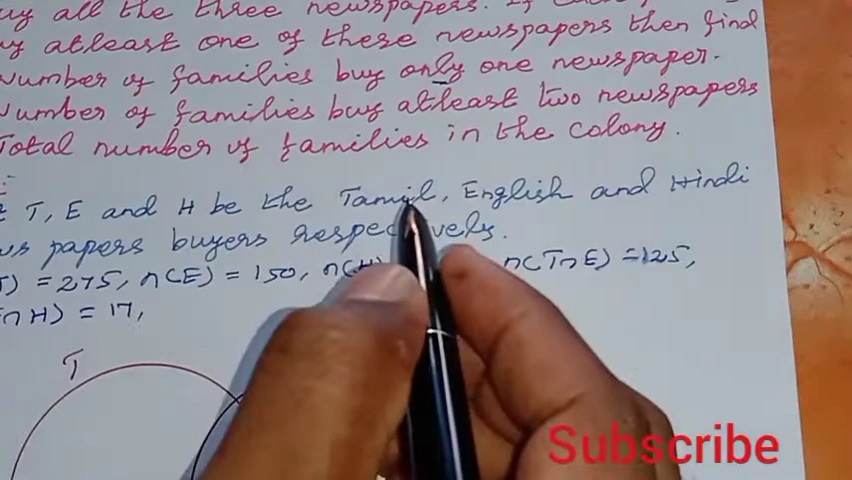 all the three newspapers. If
atleast one of these newspapers then find
Number of families buy only one newspaper.
Number of families buy atleast two newspapers
Total number of families in the colony.
T, E and H be the Tamil, English and Hindi
papers buyers respectively.
) = 275, n(E) = 150, n(H) n(T∩E) = 125,
∩ H) = 17,
T
Subscribe